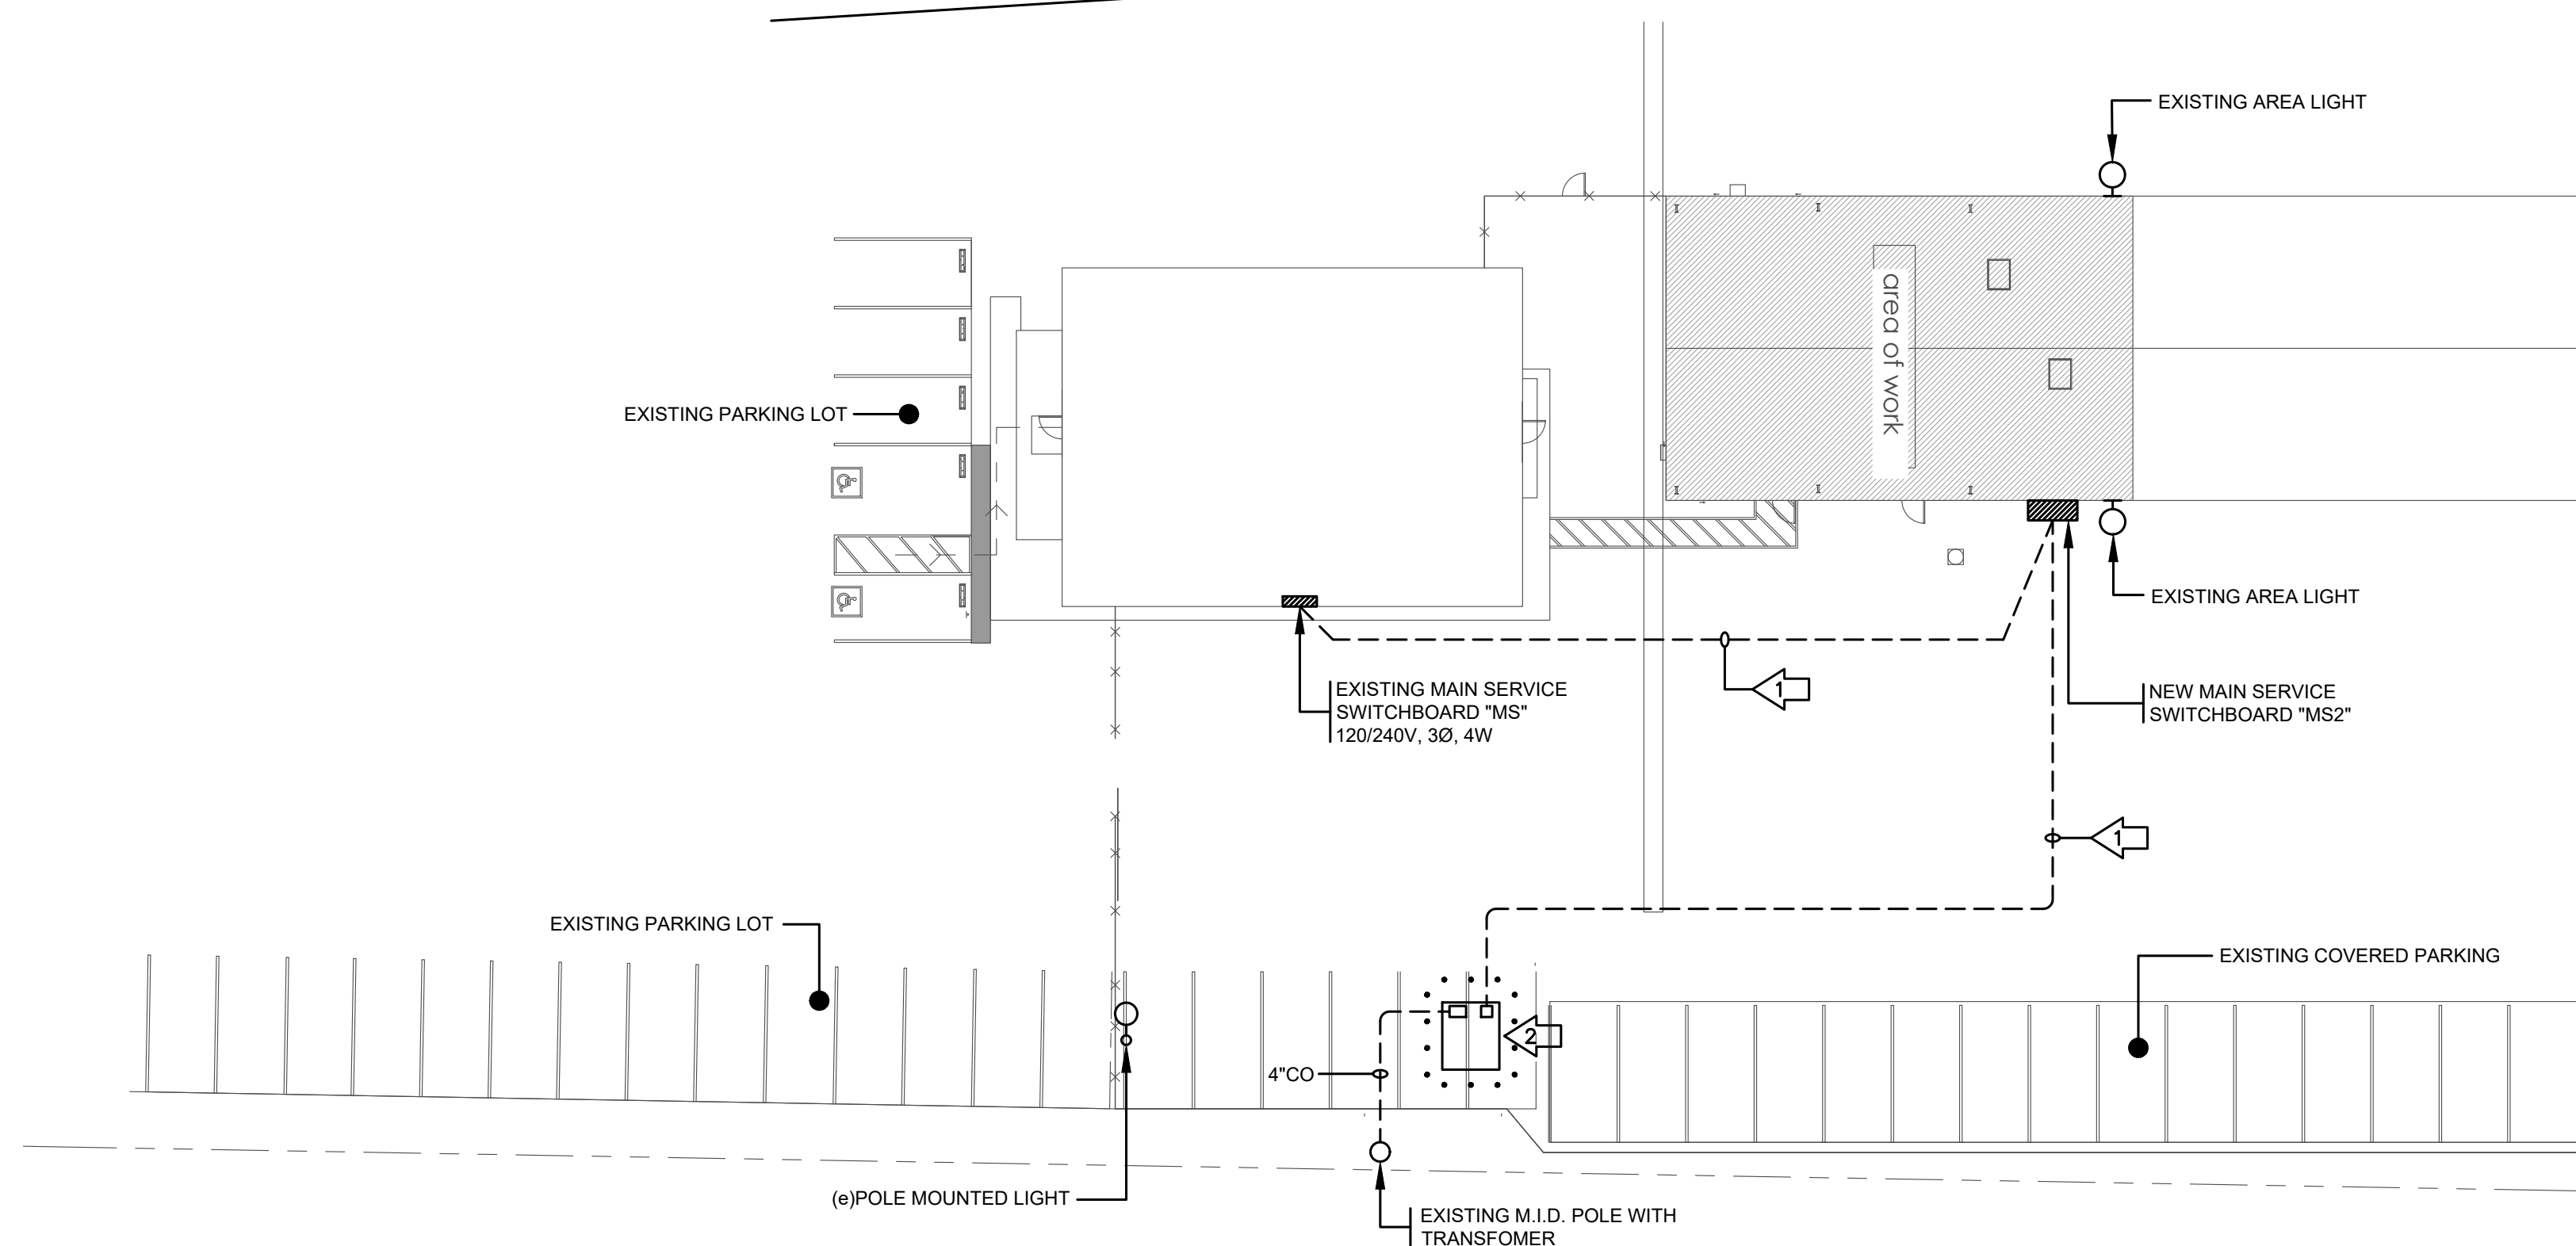 EXISTING AREA LIGHT
area of work
EXISTING PARKING LOT
EXISTING AREA LIGHT
EXISTING MAIN SERVICE
SWITCHBOARD "MS"
120/240V, 3Ø, 4W
1
NEW MAIN SERVICE
SWITCHBOARD "MS2"
1
EXISTING PARKING LOT
EXISTING COVERED PARKING
2
4"CO
(e)POLE MOUNTED LIGHT
EXISTING M.I.D. POLE WITH
TRANSFOMER